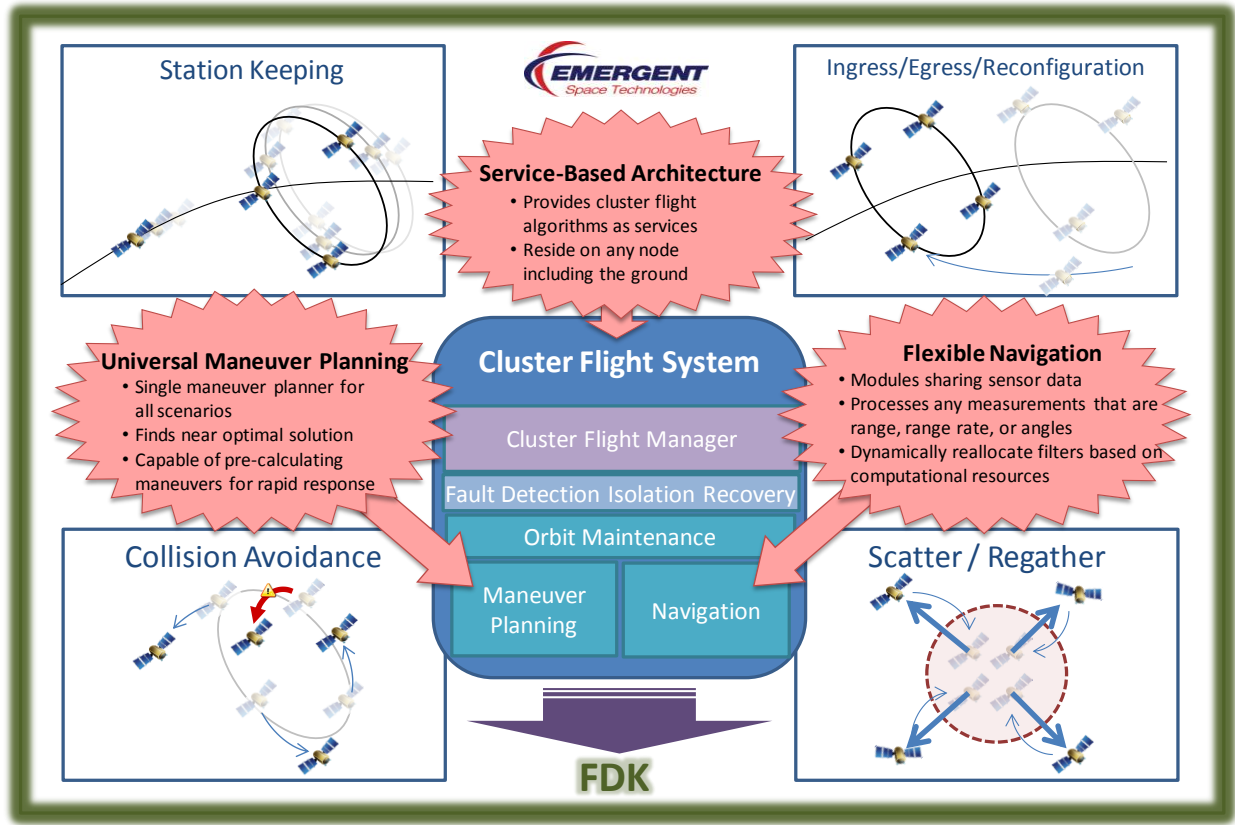 Station Keeping
EMERGENT
Space Technologies
Ingress/Egress/Reconfiguration
Service-Based Architecture
• Provides cluster flight
algorithms as services
• Reside on any node
including the ground
Universal Maneuver Planning
• Single maneuver planner for
all scenarios
• Finds near optimal solution
• Capable of pre-calculating
maneuvers for rapid response
Cluster Flight System
Cluster Flight Manager
Fault Detection Isolation Recovery
Orbit Maintenance
Maneuver
Planning
Navigation
Flexible Navigation
• Modules sharing sensor data
• Processes any measurements that are
range, range rate, or angles
• Dynamically reallocate filters based on
computational resources
Collision Avoidance
!
Scatter / Regather
FDK